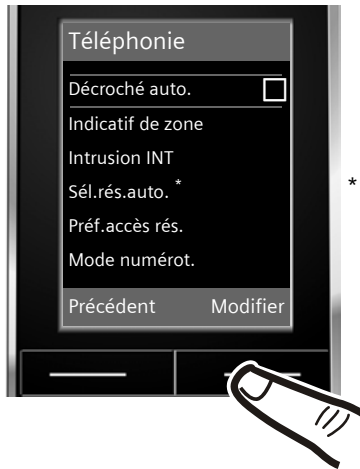 Téléphonie
Décroché auto.
Indicatif de zone
Intrusion INT
Sél.rés.auto. *
*
Préf.accès rés.
Mode numérot.
Précédent Modifier